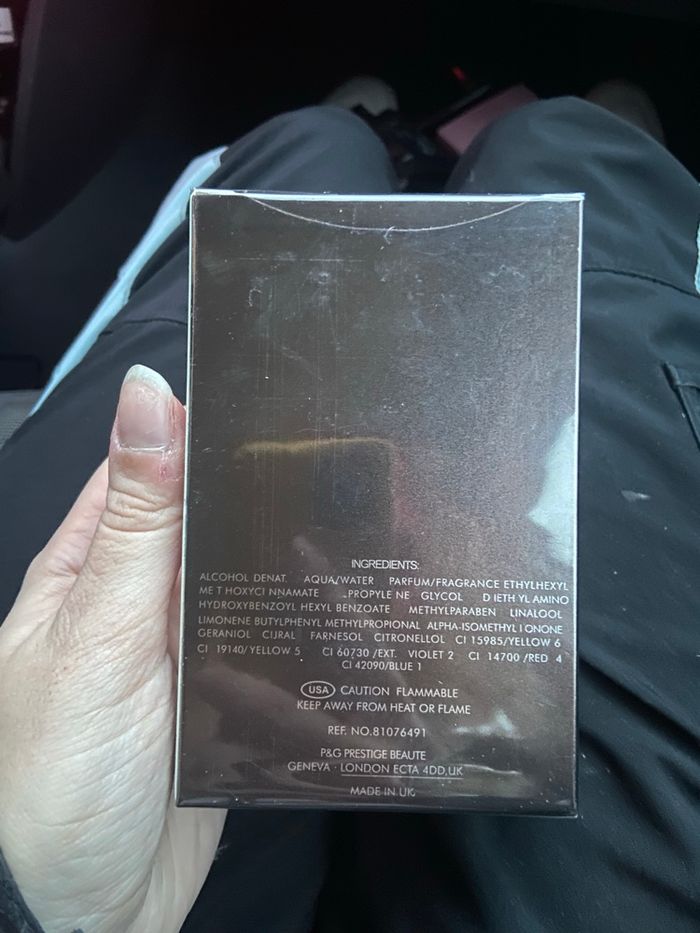 INGREDIENTS:
ALCOHOL DENAT. AQUA/WATER PARFUM/FRAGRANCE ETHYLHEXYL
ME T HOXYCI NNAMATE .PROPYLE NE GLYCOL D IETH YL AMINO
HYDROXYBENZOYL HEXYL BENZOATE METHYLPARABEN LINALOOL
LIMONENE BUTYLPHENYL METHYLPROPIONAL ALPHA-ISOMETHYL I ONONE
GERANIOL CIJRAL FARNESOL CITRONELLOL CI 15985/YELLOW 6
CI 19140/ YELLOW 5 CI 60730 /EXT. VIOLET 2 CI 14700 /RED 4
CI 42090/BLUE 1
USA CAUTION FLAMMABLE
KEEP AWAY FROM HEAT OR FLAME
REF. NO.81076491
P&G PRESTIGE BEAUTE
GENEVA · LONDON ECTA 4DD,UK
MADE IN UK